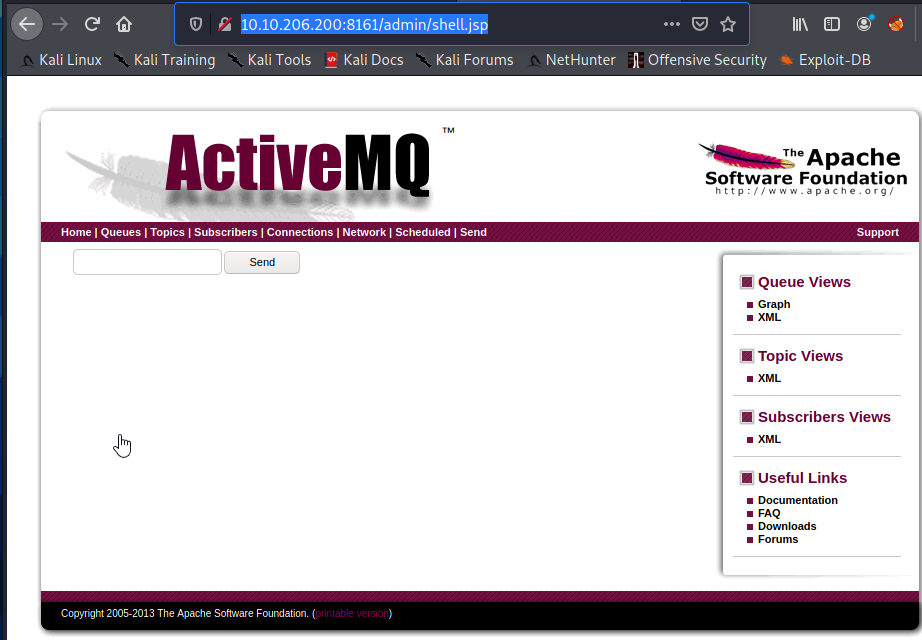 10.10.206.200:8161/admin/shell.jsp
Kali Linux Kali Training Kali Tools Kali Docs Kali Forums NetHunter Offensive Security Exploit-DB
ActiveMQ ™
The Apache
Software Foundation
http://www.apache.org/
Home | Queues | Topics | Subscribers | Connections | Network | Scheduled | Send Support
Send
Queue Views
Graph
XML
Topic Views
XML
Subscribers Views
XML
Useful Links
Documentation
FAQ
Downloads
Forums
Copyright 2005-2013 The Apache Software Foundation. (printable version)